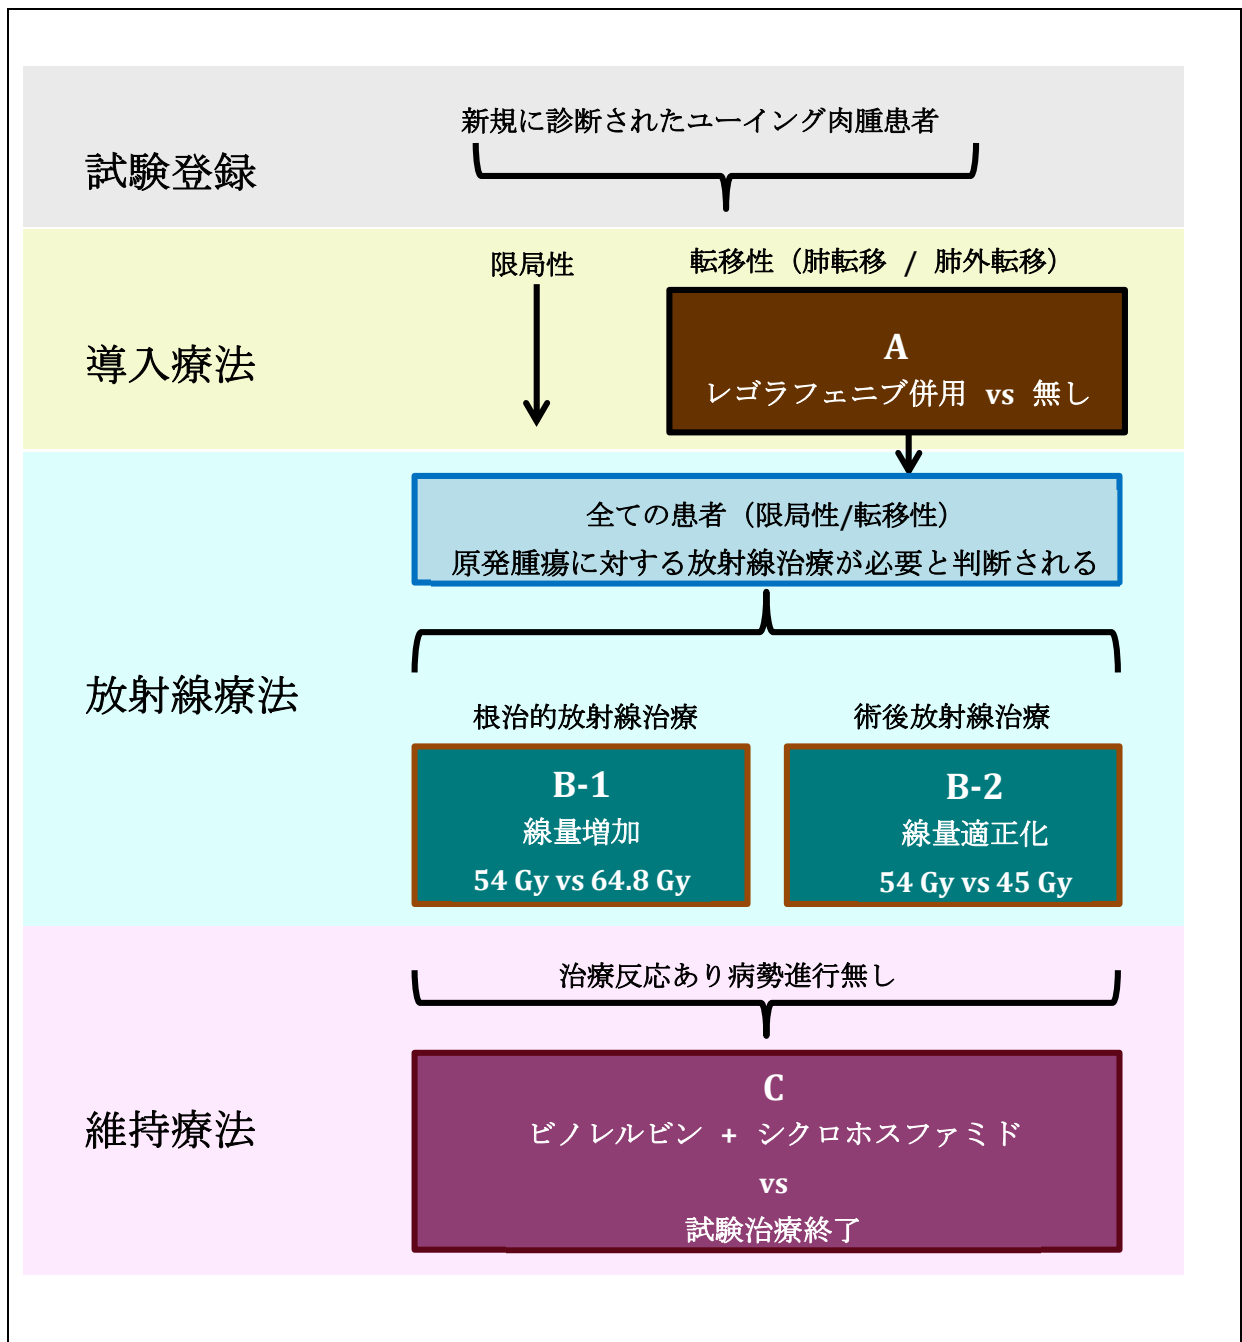 新規に診断されたユーイング肉腫患者
試験登録
限局性
転移性（肺転移 / 肺外転移）
導入療法
A
レゴラフェニブ併用 vs 無し
全ての患者（限局性/転移性）
原発腫瘍に対する放射線治療が必要と判断される
放射線療法
根治的放射線治療
術後放射線治療
B-1
線量増加
54 Gy vs 64.8 Gy
B-2
線量適正化
54 Gy vs 45 Gy
治療反応あり病勢進行無し
維持療法
C
ビノレルビン + シクロホスファミド
vs
試験治療終了